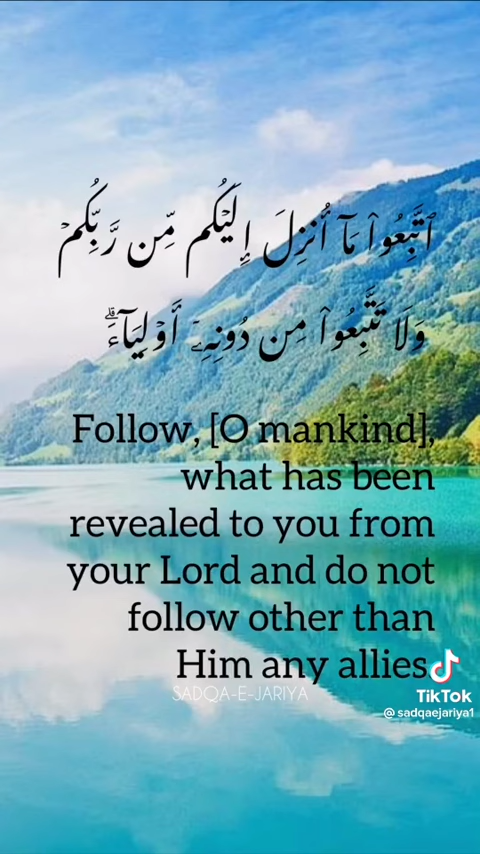 ٱتَّبِعُوا۟ مَآ أُنزِلَ إِلَيْكُم مِّن رَّبِّكُمْ
وَلَا تَتَّبِعُوا۟ مِن دُونِهِۦٓ أَوْلِيَآءَ ۗ
Follow, [O mankind],
what has been
revealed to you from
your Lord and do not
follow other than
Him any allies
SADQA-E-JARIYA
TikTok
@sadqaejariya1